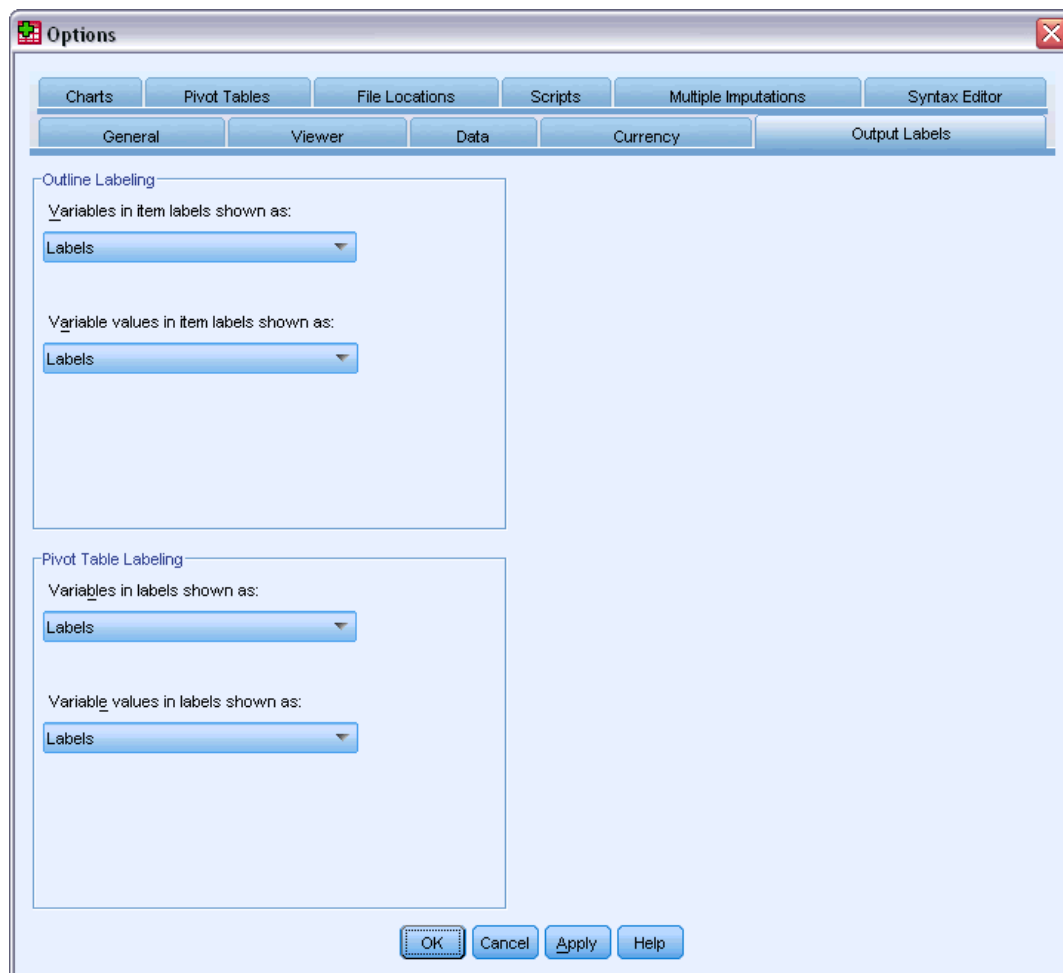 Options
Charts Pivot Tables File Locations Scripts Multiple Imputations Syntax Editor
General Viewer Data Currency Output Labels
Outline Labeling
Variables in item labels shown as:
Labels
Variable values in item labels shown as:
Labels
Pivot Table Labeling
Variables in labels shown as:
Labels
Variable values in labels shown as:
Labels
OK Cancel Apply Help